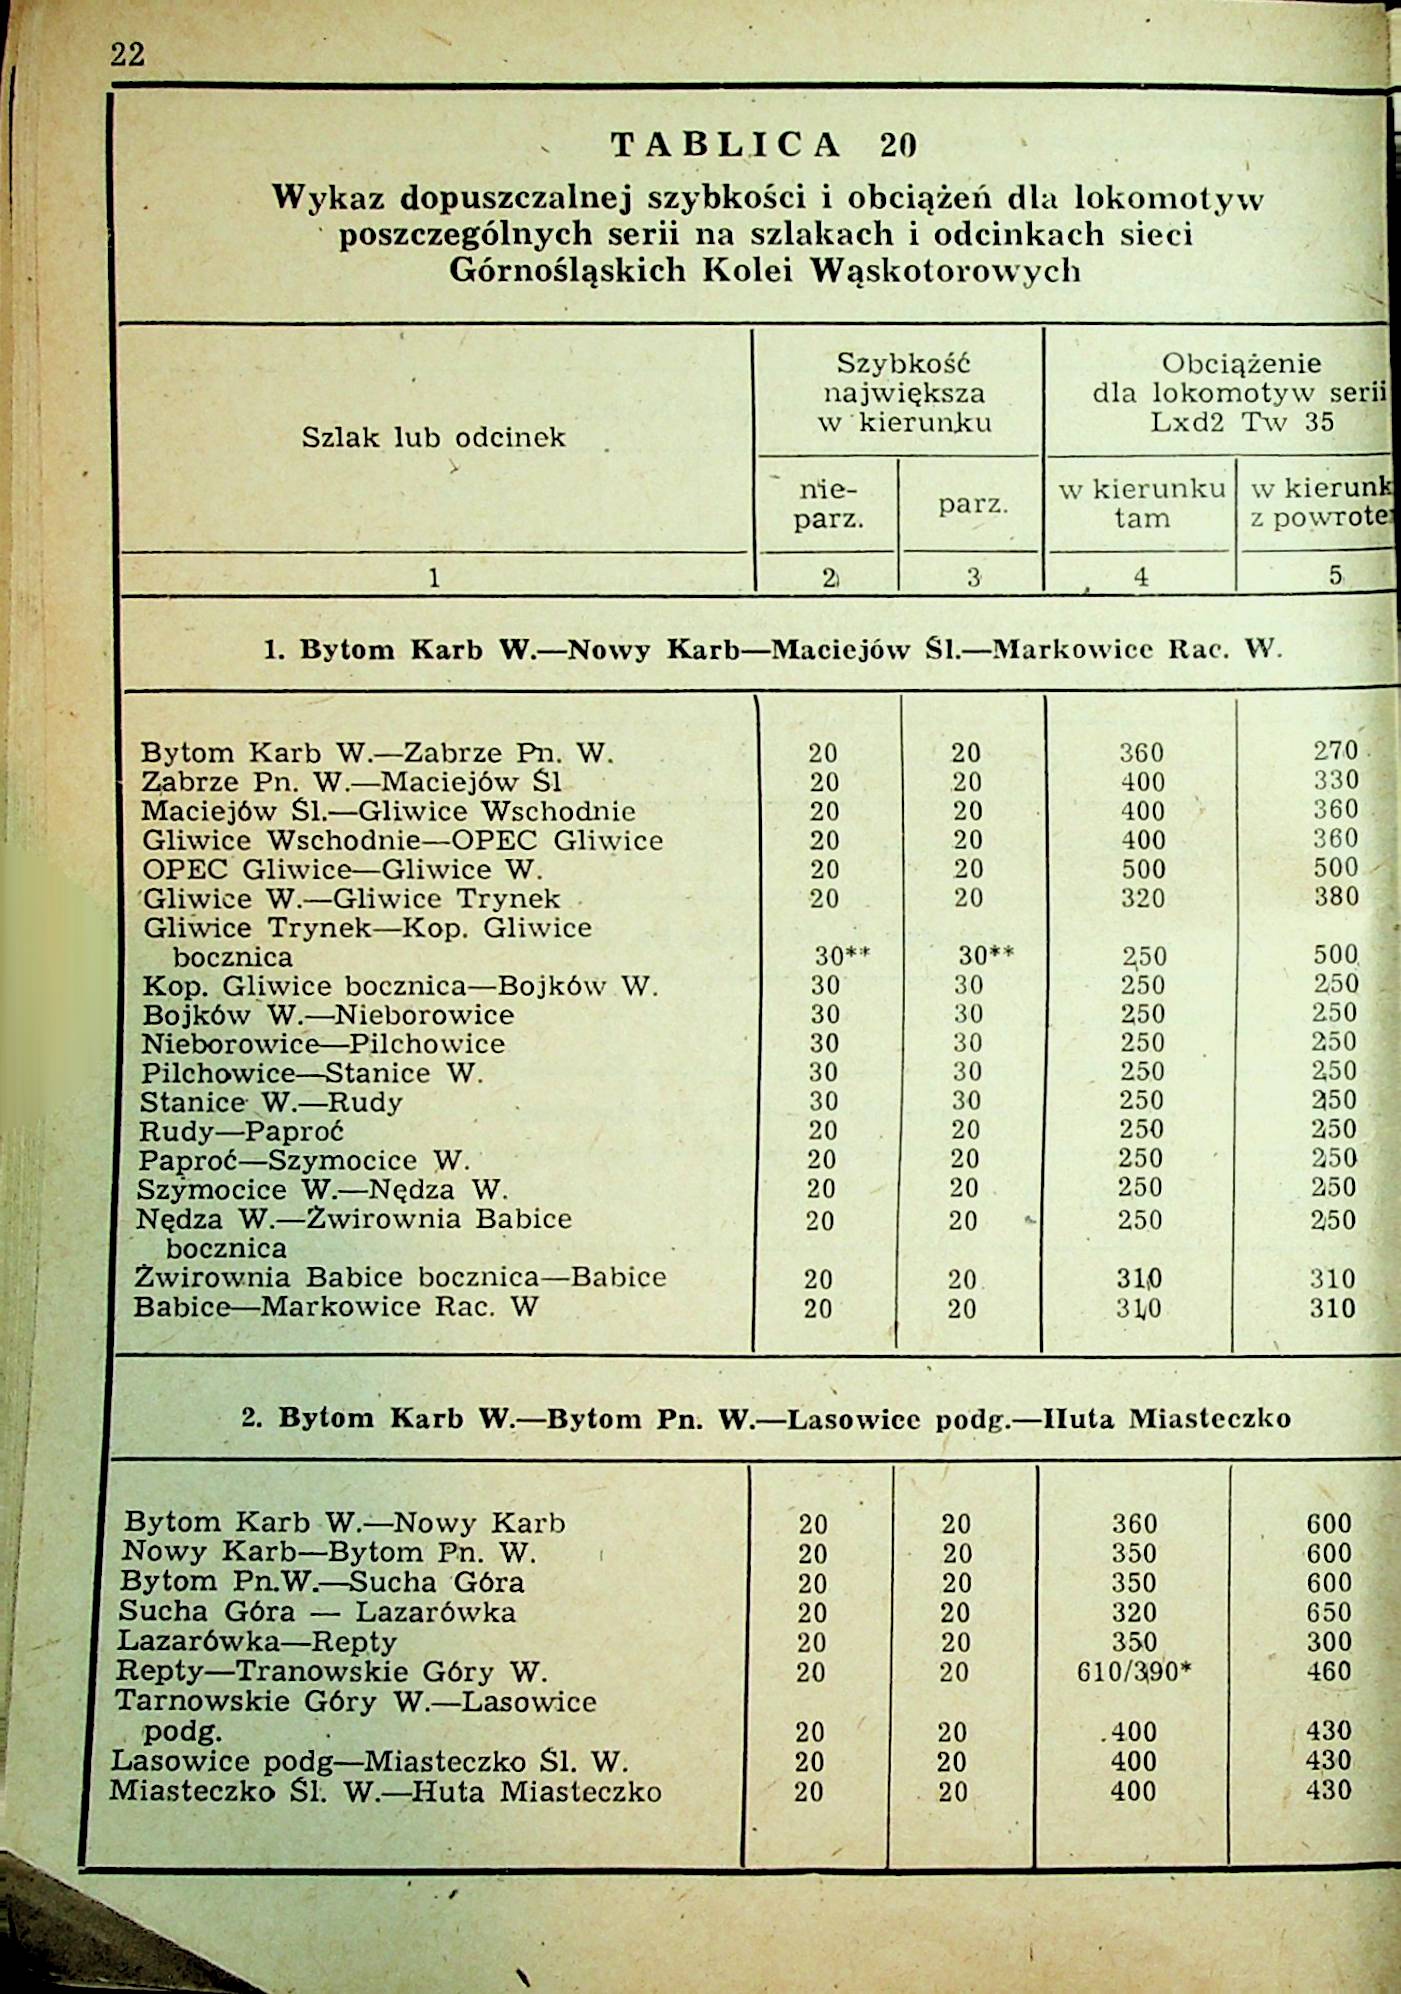 22
TABLICA 20
Wykaz dopuszczalnej szybkości i obciążeń dla lokomotyw
poszczególnych serii na szlakach i odcinkach sieci
Górnośląskich Kolei Wąskotorowych
Szlak lub odcinek
Szybkość
największa
w kierunku
Obciążenie
dla lokomotyw serii
Lxd2 Tw 35
nie-
parz.
parz.
w kierunku
tam
w kierunk
z powrote
1 2 3 4 5
1. Bytom Karb W.—Nowy Karb—Maciejów Śl.—Markowice Rac. W.
Bytom Karb W.—Zabrze Pn. W. 20 20 360 270
Zabrze Pn. W.—Maciejów Śl 20 20 400 330
Maciejów Śl.—Gliwice Wschodnie 20 20 400 360
Gliwice Wschodnie—OPEC Gliwice 20 20 400 360
OPEC Gliwice—Gliwice W. 20 20 500 500
Gliwice W.—Gliwice Trynek 20 20 320 380
Gliwice Trynek—Kop. Gliwice
bocznica 30** 30** 250 500
Kop. Gliwice bocznica—Bojków W. 30 30 250 250
Bojków W.—Nieborowice 30 30 250 250
Nieborowice—Pilchowice 30 30 250 250
Pilchowice—Stanice W. 30 30 250 250
Stanice W.—Rudy 30 30 250 250
Rudy—Paproć 20 20 250 250
Paproć—Szymocice W. 20 20 250 250
Szymocice W.—Nędza W. 20 20 250 250
Nędza W.—Żwirownia Babice 20 20 250 250
bocznica
Żwirownia Babice bocznica—Babice 20 20 310 310
Babice—Markowice Rac. W 20 20 310 310
2. Bytom Karb W.—Bytom Pn. W.—Lasowice podg.—Huta Miasteczko
Bytom Karb W.—Nowy Karb 20 20 360 600
Nowy Karb—Bytom Pn. W. 20 20 350 600
Bytom Pn.W.—Sucha Góra 20 20 350 600
Sucha Góra — Lazarówka 20 20 320 650
Lazarówka—Repty 20 20 350 300
Repty—Tranowskie Góry W. 20 20 610/390* 460
Tarnowskie Góry W.—Lasowice
podg. 20 20 400 430
Lasowice podg—Miasteczko Śl. W. 20 20 400 430
Miasteczko Śl. W.—Huta Miasteczko 20 20 400 430